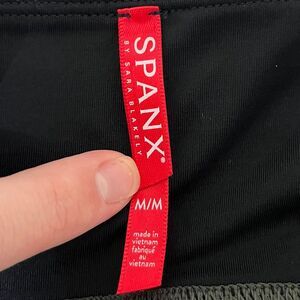 SPANX®
BY SARA BLAKELY
M/M
made in
vietnam
fabriqué
au
vietnam